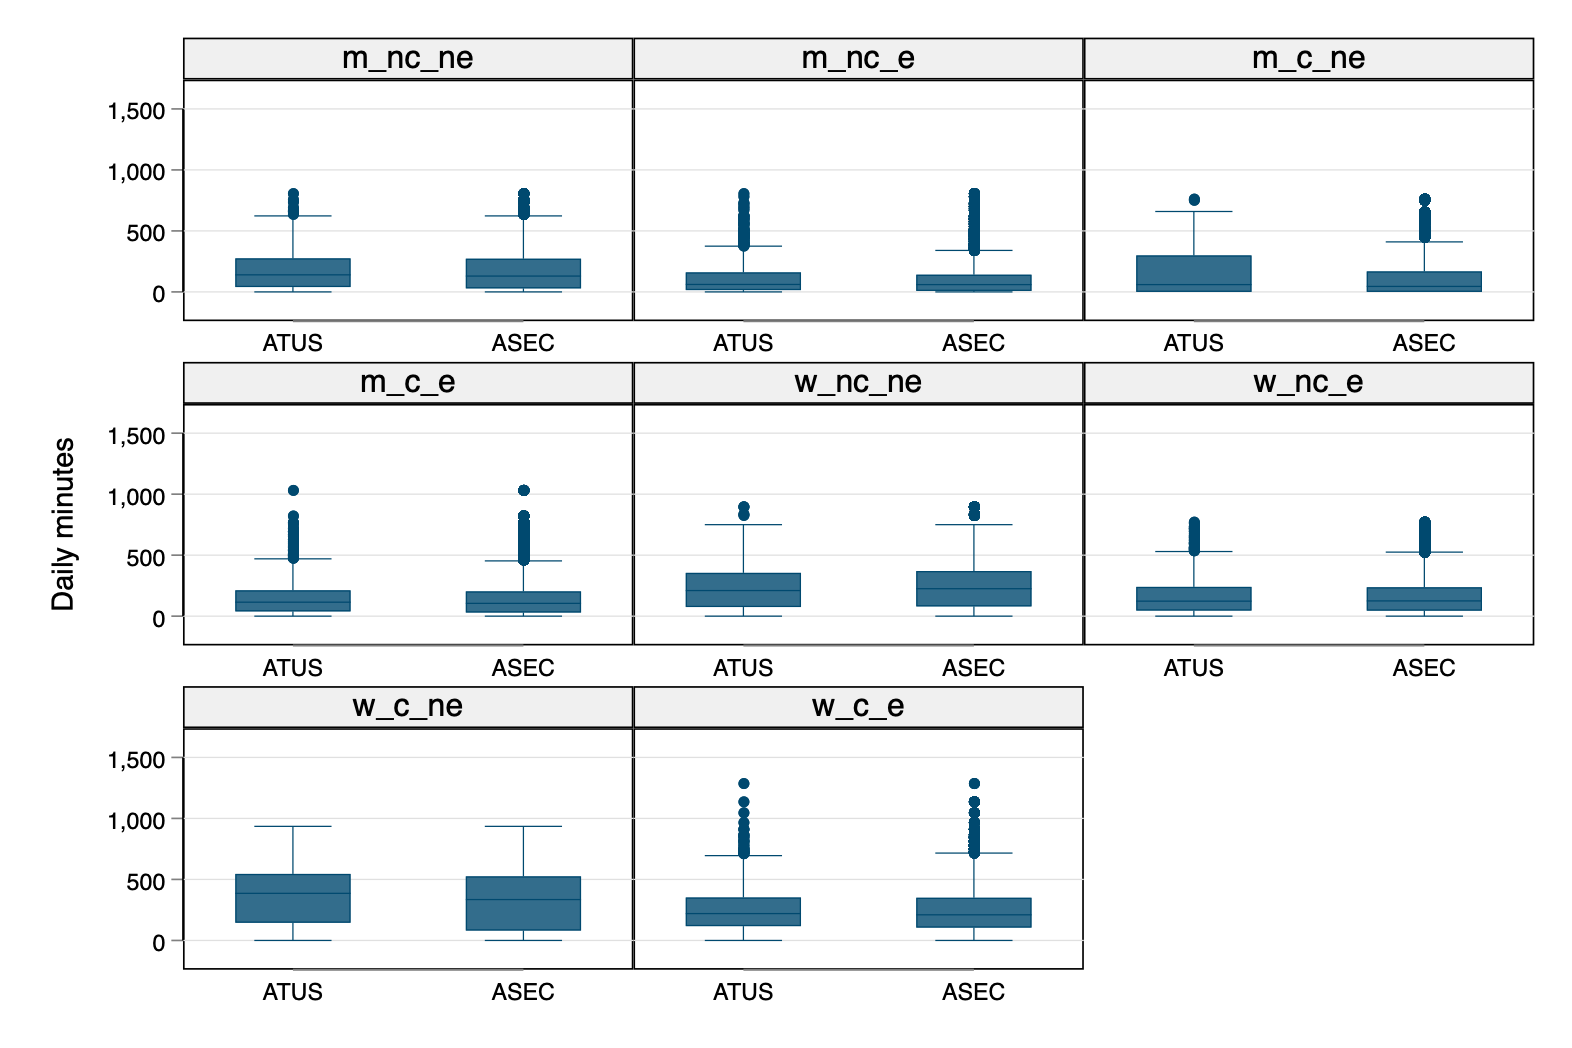 m_nc_ne m_nc_e m_c_ne
1,500
1,000
500
0
ATUS ASEC ATUS ASEC ATUS ASEC
m_c_e w_nc_ne w_nc_e
Daily minutes
1,500
1,000
500
0
ATUS ASEC ATUS ASEC ATUS ASEC
w_c_ne w_c_e
1,500
1,000
500
0
ATUS ASEC ATUS ASEC